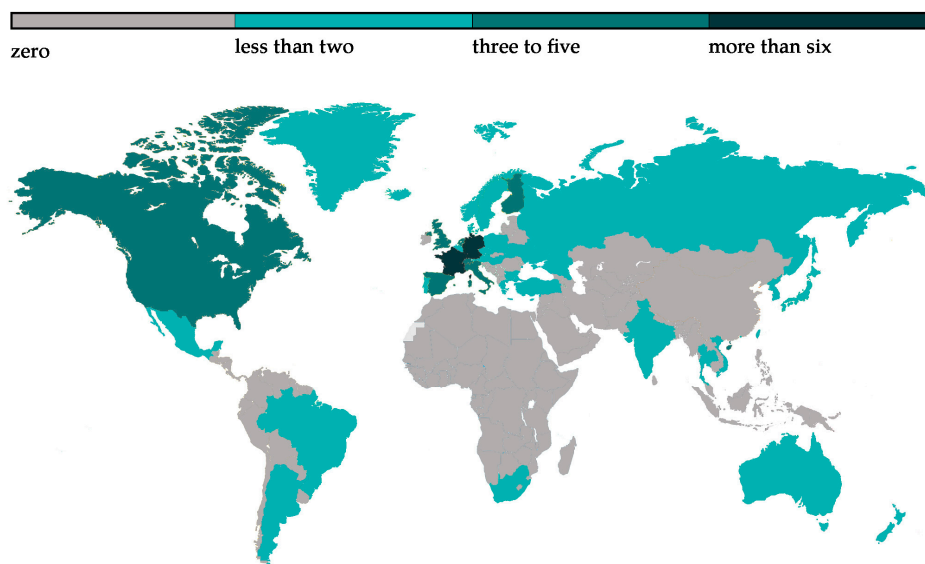 zero
less than two
three to five
more than six